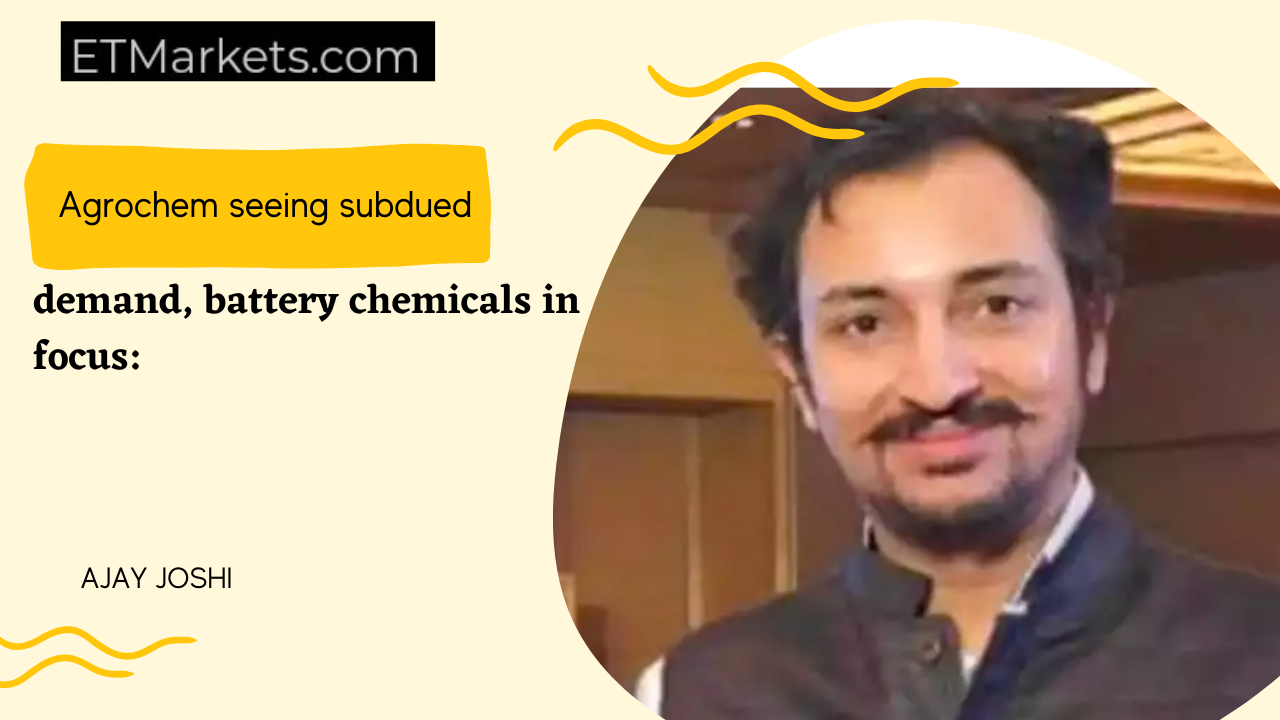 ETMarkets.com
Agrochem seeing subdued
demand, battery chemicals in
focus:
AJAY JOSHI